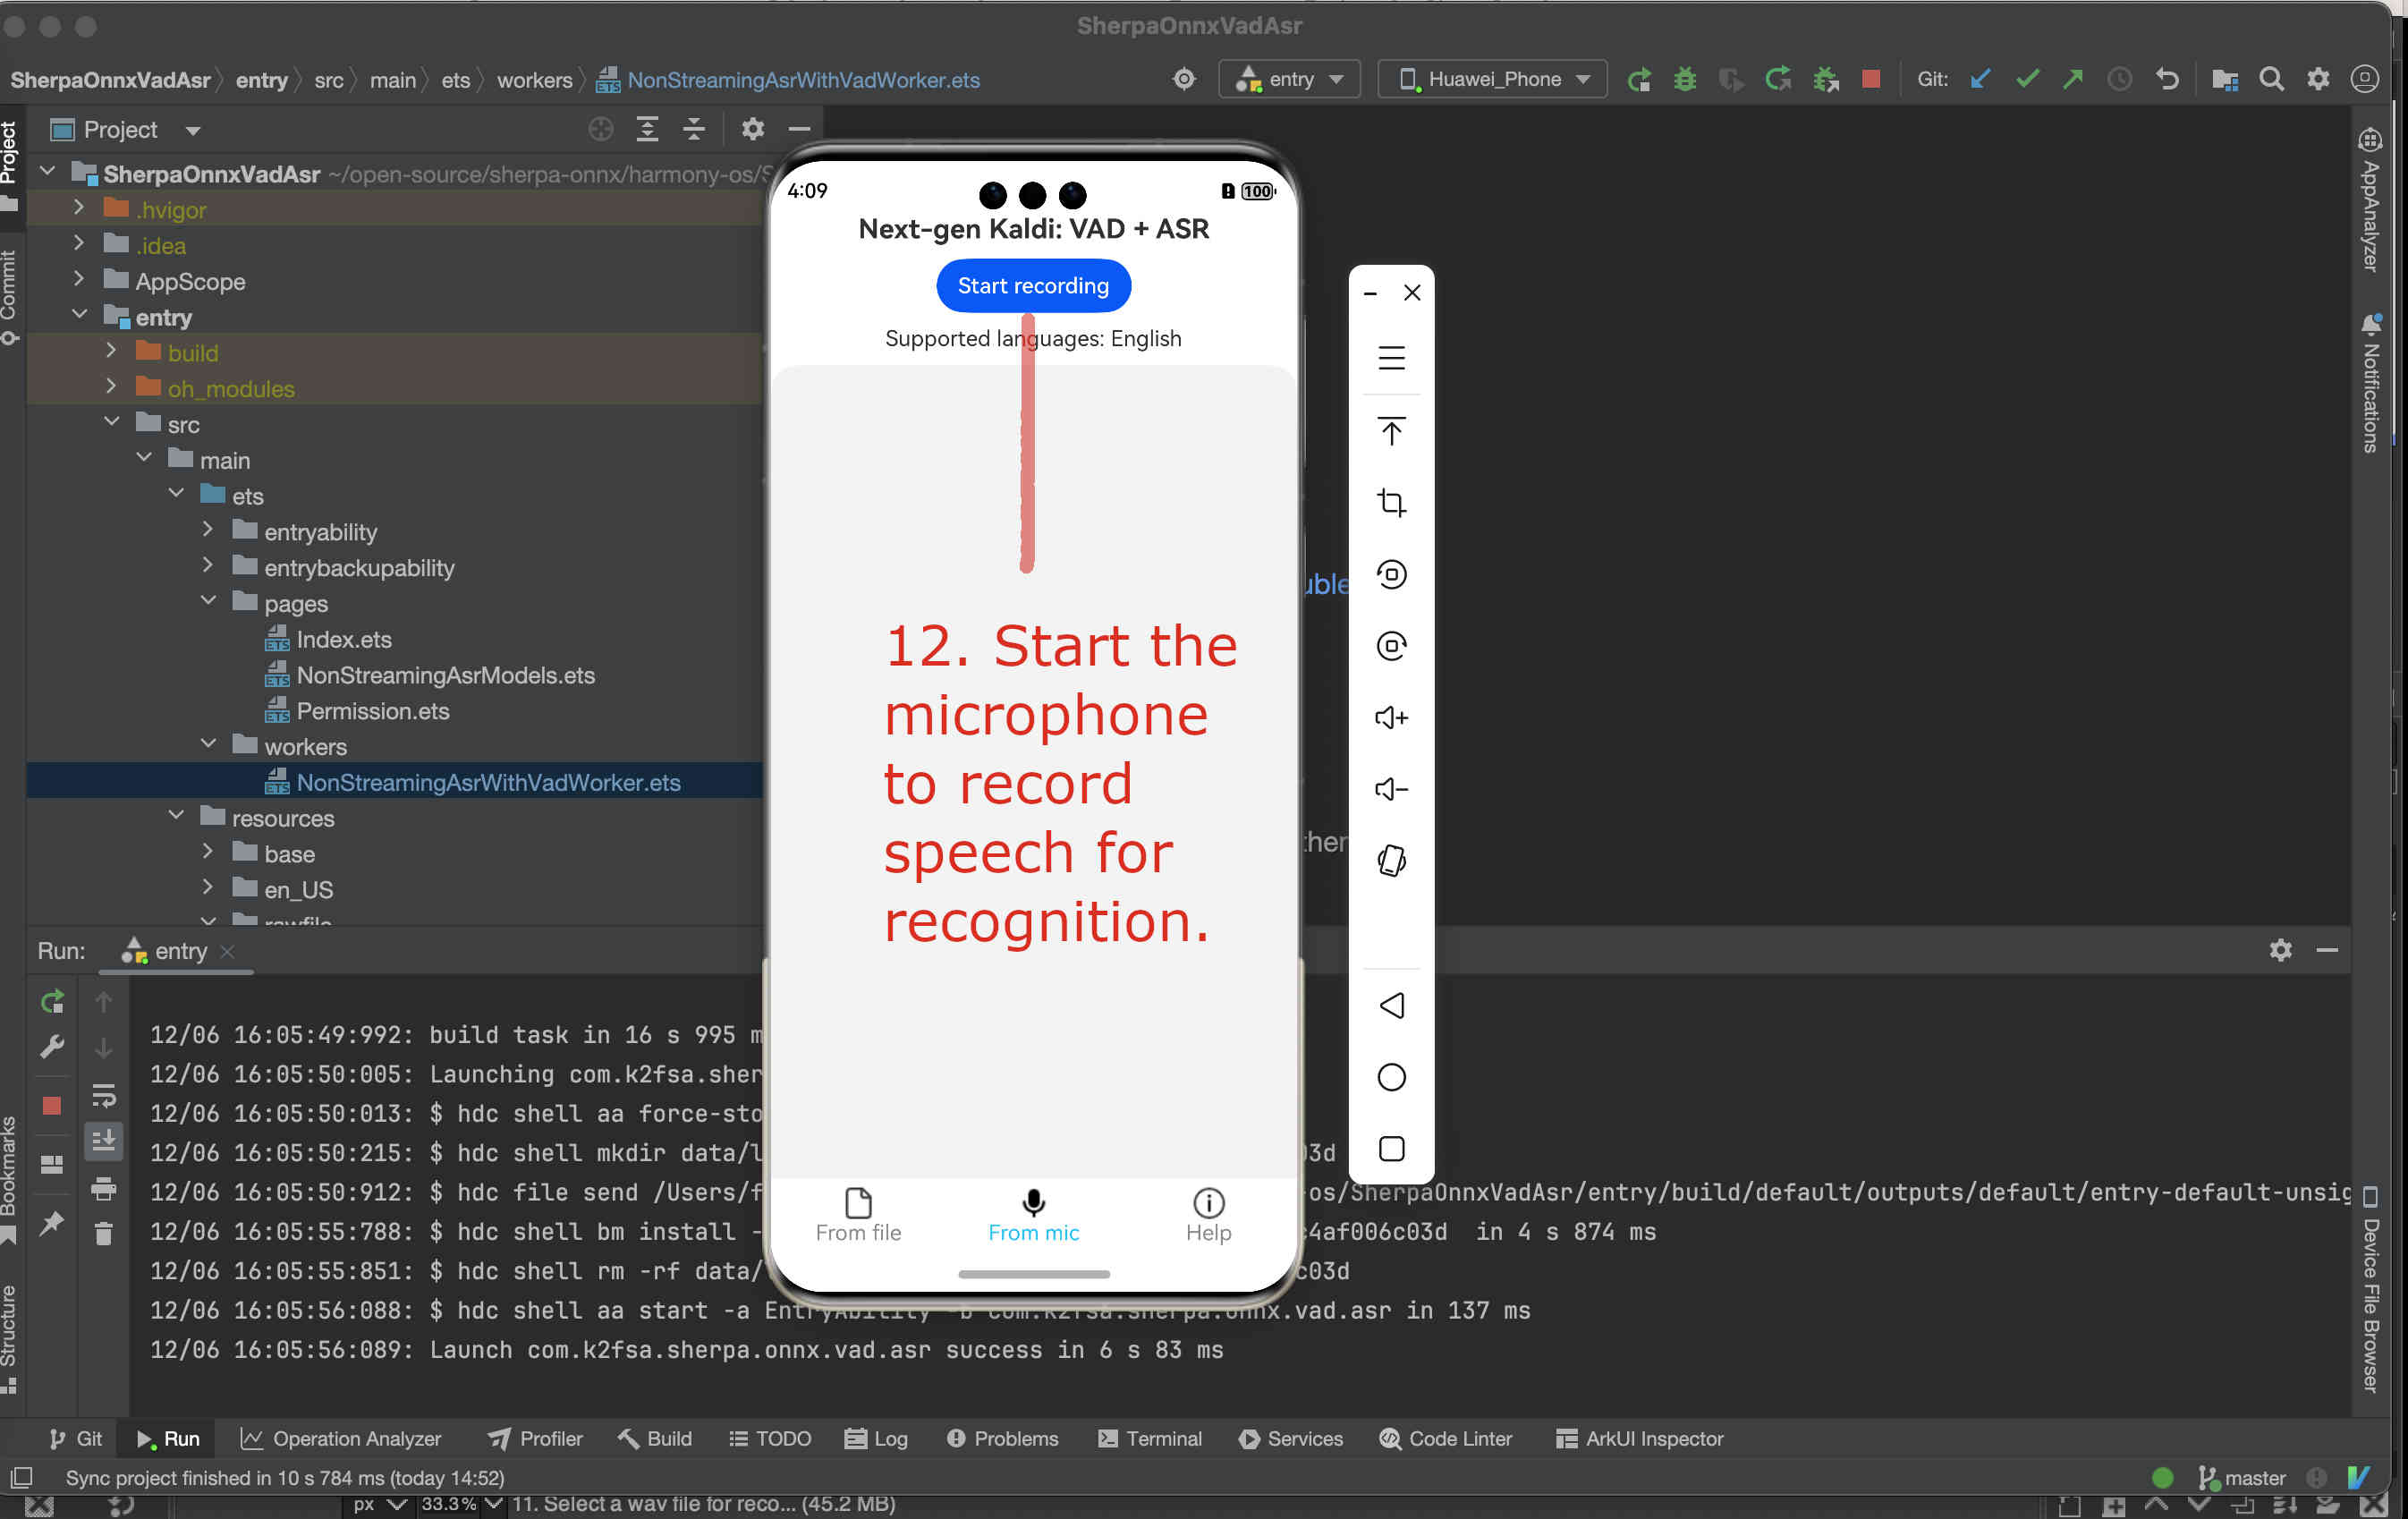 SherpaOnnxVadAsr
SherpaOnnxVadAsr entry src main ets workers NonStreamingAsrWithVadWorker.ets
entry
Huawei_Phone
Git:
Project
Project
SherpaOnnxVadAsr ~/open-source/sherpa-onnx/harmony-os/S
.hvigor
.idea
AppScope
entry
build
oh_modules
src
main
ets
entryability
entrybackupability
pages
Index.ets
NonStreamingAsrModels.ets
Permission.ets
workers
NonStreamingAsrWithVadWorker.ets
resources
base
en_US
rawfile
Commit
Bookmarks
Structure
AppAnalyzer
Notifications
Device File Browser
4:09
100
Next-gen Kaldi: VAD + ASR
Start recording
Supported languages: English
12. Start the
microphone
to record
speech for
recognition.
From file
From mic
Help
Run: entry
12/06 16:05:49:992: build task in 16 s 995 m
12/06 16:05:50:005: Launching com.k2fsa.sher
12/06 16:05:50:013: $ hdc shell aa force-sto
12/06 16:05:50:215: $ hdc shell mkdir data/l 3d
12/06 16:05:50:912: $ hdc file send /Users/f os/SherpaOnnxVadAsr/entry/build/default/outputs/default/entry-default-unsig
12/06 16:05:55:788: $ hdc shell bm install - c4af006c03d in 4 s 874 ms
12/06 16:05:55:851: $ hdc shell rm -rf data/ c03d
12/06 16:05:56:088: $ hdc shell aa start -a EntryAbility -b com.k2fsa.sherpa.onnx.vad.asr in 137 ms
12/06 16:05:56:089: Launch com.k2fsa.sherpa.onnx.vad.asr success in 6 s 83 ms
Git
Run
Operation Analyzer
Profiler
Build
TODO
Log
Problems
Terminal
Services
Code Linter
ArkUI Inspector
Sync project finished in 10 s 784 ms (today 14:52)
master
px 33.3% 11. Select a wav file for reco... (45.2 MB)